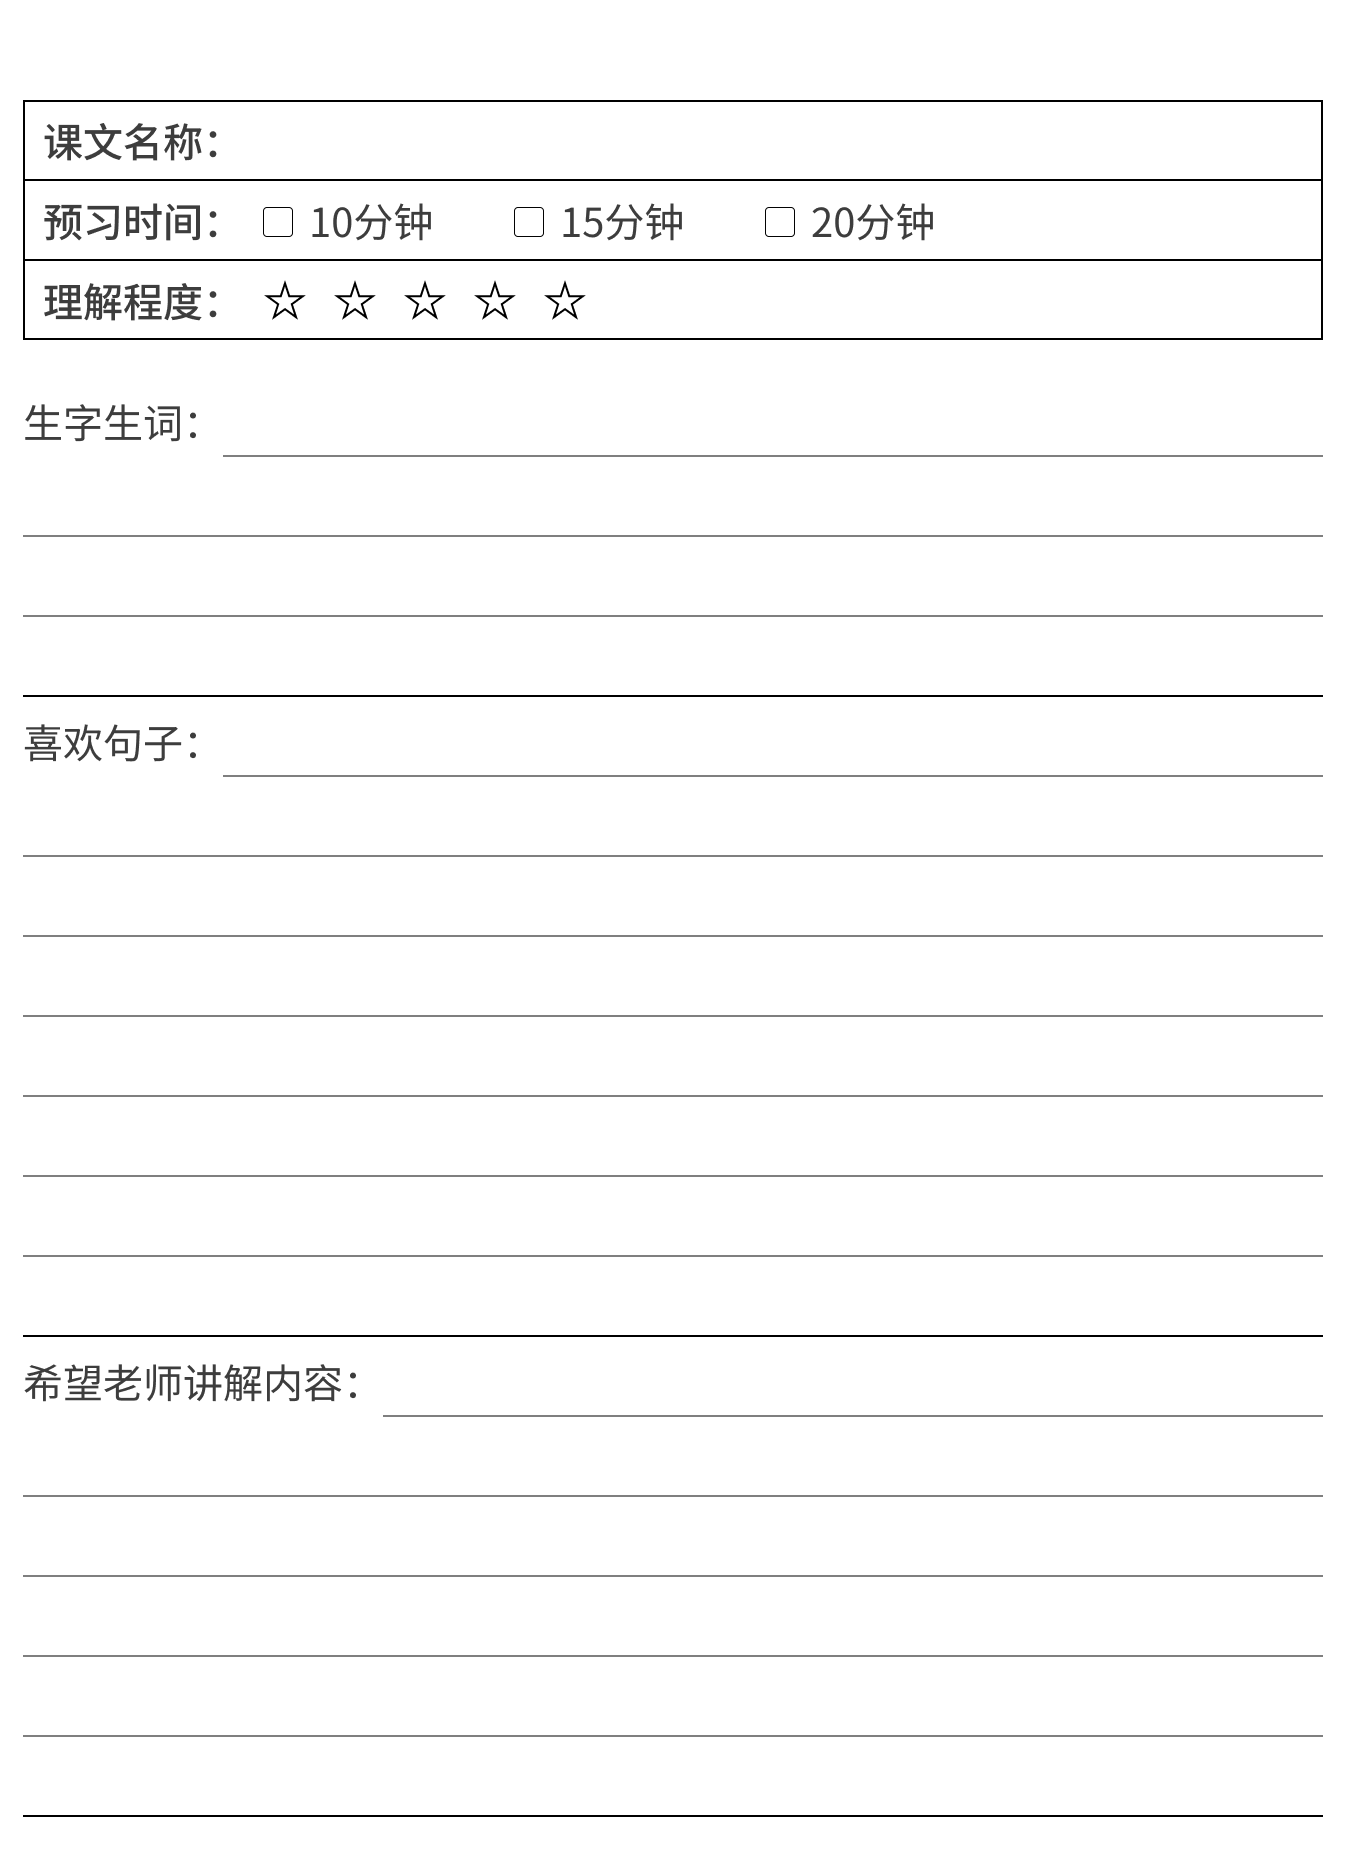 课文名称：
预习时间： □ 10分钟 □ 15分钟 □ 20分钟
理解程度： ☆ ☆ ☆ ☆ ☆
生字生词：
喜欢句子：
希望老师讲解内容：